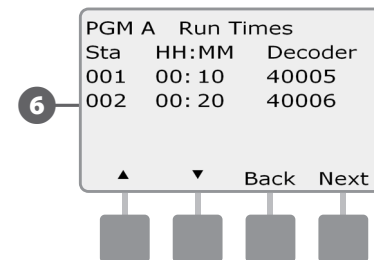 PGM A Run Times
Sta HH:MM Decoder
001 00:10 40005
002 00:20 40006
6
▲ ▼ Back Next